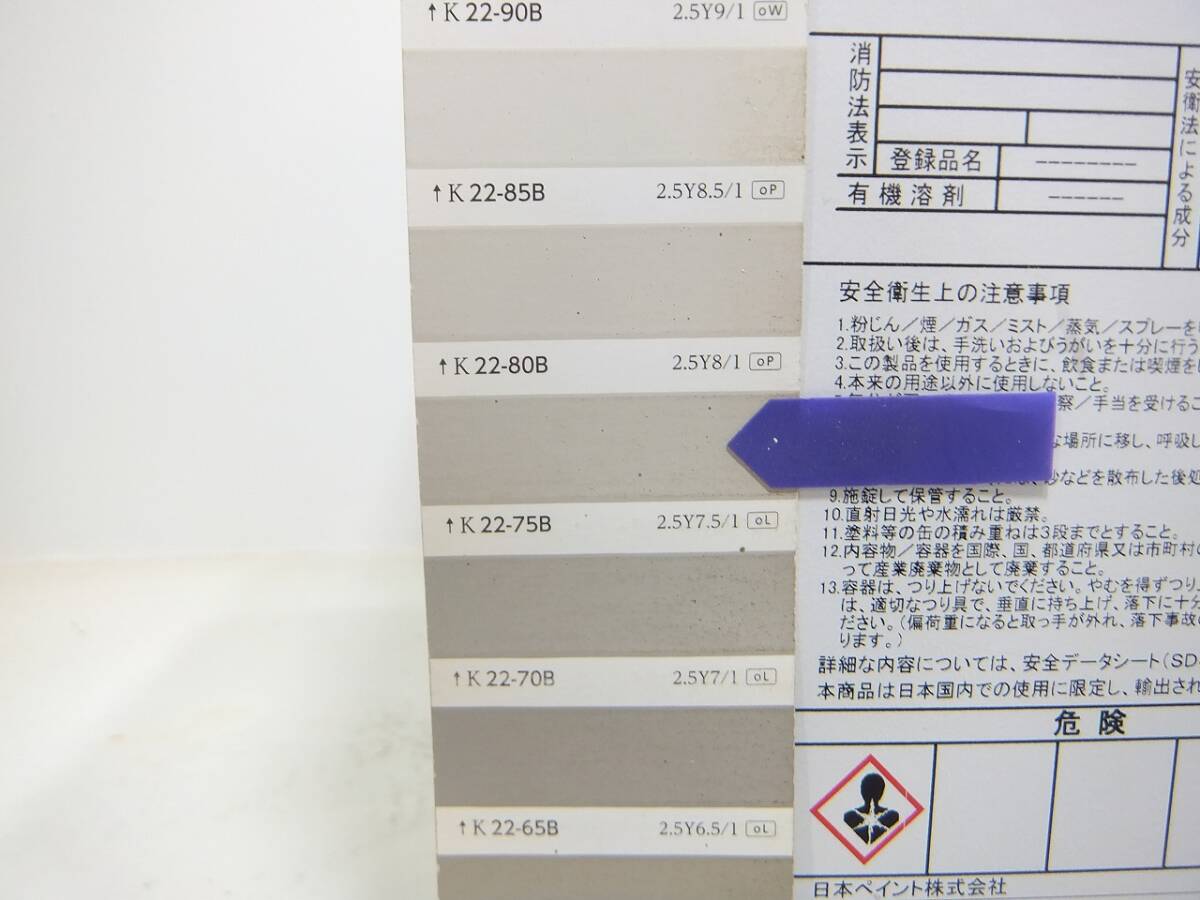 ↑K 22-90B 2.5Y9/1 oW
↑K 22-85B 2.5Y8.5/1 oP
↑K 22-80B 2.5Y8/1 oP
↑K 22-75B 2.5Y7.5/1 oL
↑K 22-70B 2.5Y7/1 oL
↑K 22-65B 2.5Y6.5/1 oL
消防法表示
登録品名 --------
有機溶剤 ------
安衛法による成分
安全衛生上の注意事項
1.粉じん/煙/ガス/ミスト/蒸気/スプレーを
2.取扱い後は、手洗いおよびうがいを十分に行う
3.この製品を使用するときに、飲食または喫煙を
4.本来の用途以外に使用しないこと。
察/手当を受けるこ
な場所に移し、呼吸し
砂などを散布した後処
9.施錠して保管すること。
10.直射日光や水濡れは厳禁。
11.塗料等の缶の積み重ねは3段までとすること。
12.内容物/容器を国際、国、都道府県又は市町村の
って産業廃棄物として廃棄すること。
13.容器は、つり上げないでください。やむを得ずつり上
は、適切なつり具で、垂直に持ち上げ、落下に十分
ださい。(偏荷重になると取っ手が外れ、落下事故の
ります。)
詳細な内容については、安全データシート(SD
本商品は日本国内での使用に限定し、輸出され
危険
日本ペイント株式会社